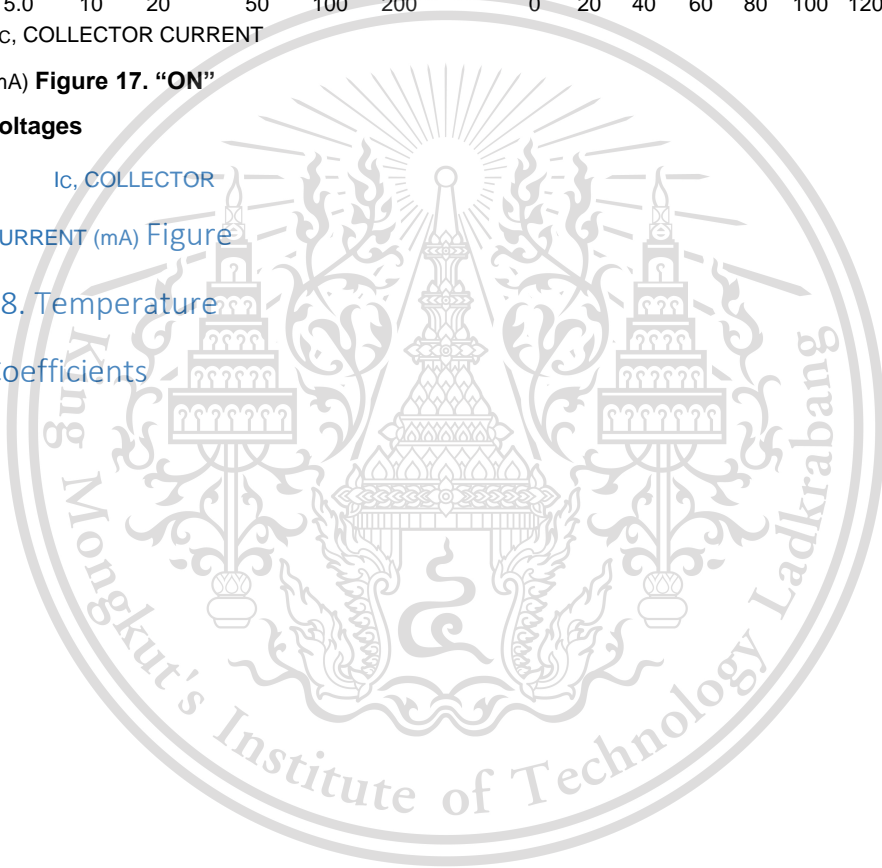 5.0 10 20 50 100 200 0 20 40 60 80 100 120
C, COLLECTOR CURRENT
mA) Figure 17. “ON”
oltages
IC, COLLECTOR
URRENT (mA) Figure
8. Temperature
oefficients
King Mongkut's Institute of Technology Ladkrabang